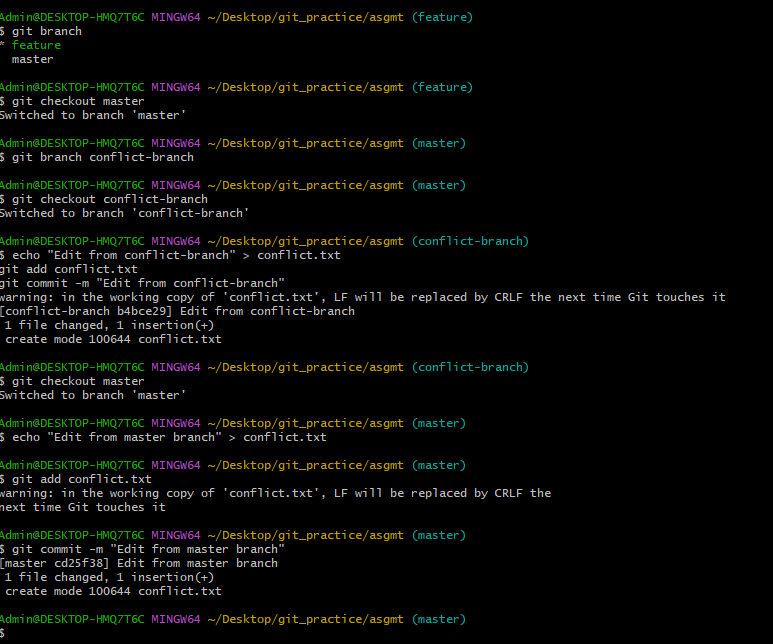 Admin@DESKTOP-HMQ7T6C MINGW64 ~/Desktop/git_practice/asgmt (feature)
$ git branch
* feature
  master

Admin@DESKTOP-HMQ7T6C MINGW64 ~/Desktop/git_practice/asgmt (feature)
$ git checkout master
Switched to branch 'master'

Admin@DESKTOP-HMQ7T6C MINGW64 ~/Desktop/git_practice/asgmt (master)
$ git branch conflict-branch

Admin@DESKTOP-HMQ7T6C MINGW64 ~/Desktop/git_practice/asgmt (master)
$ git checkout conflict-branch
Switched to branch 'conflict-branch'

Admin@DESKTOP-HMQ7T6C MINGW64 ~/Desktop/git_practice/asgmt (conflict-branch)
$ echo "Edit from conflict-branch" > conflict.txt
git add conflict.txt
git commit -m "Edit from conflict-branch"
warning: in the working copy of 'conflict.txt', LF will be replaced by CRLF the next time Git touches it
[conflict-branch b4bce29] Edit from conflict-branch
 1 file changed, 1 insertion(+)
 create mode 100644 conflict.txt

Admin@DESKTOP-HMQ7T6C MINGW64 ~/Desktop/git_practice/asgmt (conflict-branch)
$ git checkout master
Switched to branch 'master'

Admin@DESKTOP-HMQ7T6C MINGW64 ~/Desktop/git_practice/asgmt (master)
$ echo "Edit from master branch" > conflict.txt

Admin@DESKTOP-HMQ7T6C MINGW64 ~/Desktop/git_practice/asgmt (master)
$ git add conflict.txt
warning: in the working copy of 'conflict.txt', LF will be replaced by CRLF the
next time Git touches it

Admin@DESKTOP-HMQ7T6C MINGW64 ~/Desktop/git_practice/asgmt (master)
$ git commit -m "Edit from master branch"
[master cd25f38] Edit from master branch
 1 file changed, 1 insertion(+)
 create mode 100644 conflict.txt

Admin@DESKTOP-HMQ7T6C MINGW64 ~/Desktop/git_practice/asgmt (master)
$